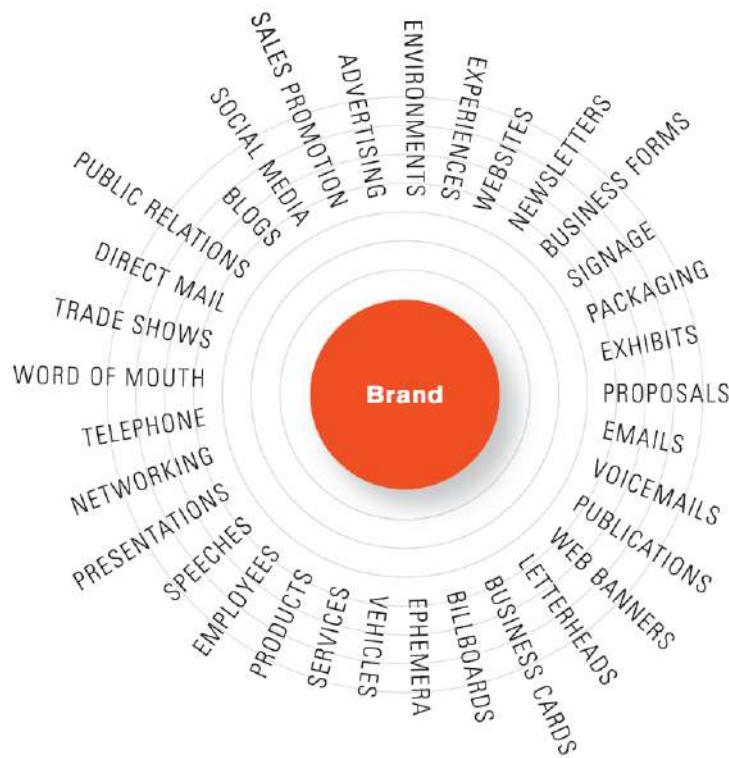 Brand
ENVIRONMENTS
EXPERIENCES
WEBSITES
NEWSLETTERS
BUSINESS FORMS
SIGNAGE
PACKAGING
EXHIBITS
PROPOSALS
EMAILS
VOICEMAILS
PUBLICATIONS
WEB BANNERS
LETTERHEADS
BUSINESS CARDS
BILLBOARDS
EPHEMERA
VEHICLES
SERVICES
PRODUCTS
EMPLOYEES
SPEECHES
PRESENTATIONS
NETWORKING
TELEPHONE
WORD OF MOUTH
TRADE SHOWS
DIRECT MAIL
PUBLIC RELATIONS
BLOGS
SOCIAL MEDIA
SALES PROMOTION
ADVERTISING